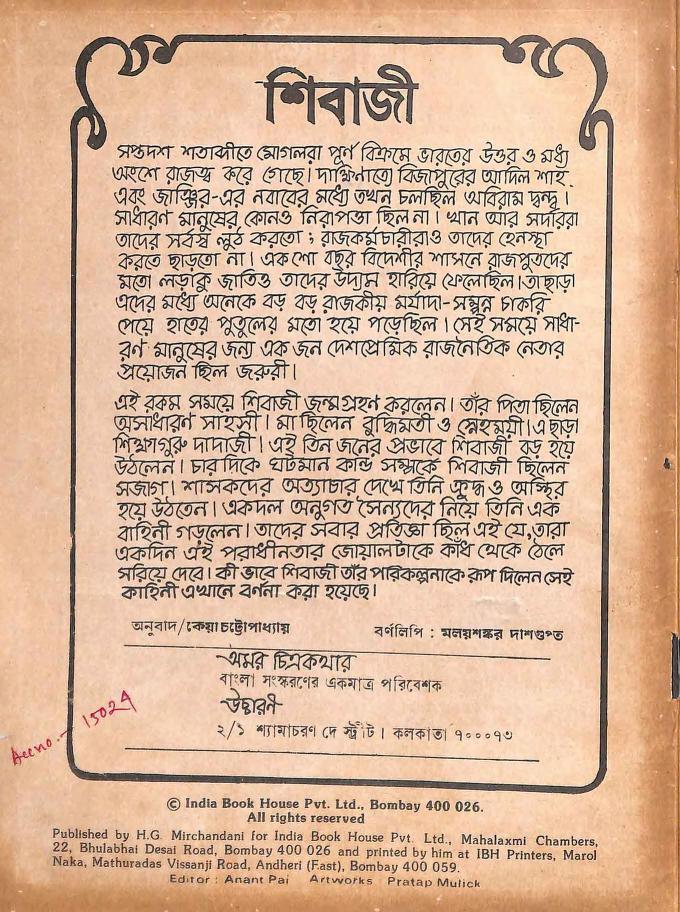 শিবাজী
সপ্তদশ শতাব্দীতে মোগলরা পূর্ণ বিক্রমে ভারতের উত্তর ও মধ্য
অংশে রাজত্ব করে গেছে। দাক্ষিণাত্যে বিজাপুরের আদিল শাহ্
এবং জাঞ্জির-এর নবাবের মধ্যে তখন চলছিল অবিরাম দ্বন্দ্ব।
সাধারণ মানুষের কোনও নিরাপত্তা ছিল না। খান আর সর্দাররা
তাদের সর্বস্ব লুঠ করতো ; রাজকর্মচারীরাও তাদের হেনস্থা
করতে ছাড়তো না। এক শো বছর বিদেশীর শাসনে রাজপুতদের
মতো লড়াকু জাতিও তাদের উদ্যম হারিয়ে ফেলেছিল। তাছাড়া
এদের মধ্যে অনেকে বড় বড় রাজকীয় মর্যাদা-সম্পন্ন চাকরি
পেয়ে হাতের পুতুলের মতো হয়ে পড়েছিল। সেই সময়ে সাধা-
রণ মানুষের জন্য এক জন দেশপ্রেমিক রাজনৈতিক নেতার
প্রয়োজন ছিল জরুরী।
এই রকম সময়ে শিবাজী জন্মগ্রহণ করলেন। তাঁর পিতা ছিলেন
অসাধারণ সাহসী। মা ছিলেন বুদ্ধিমতী ও স্নেহময়ী। এছাড়া
শিক্ষাগুরু দাদাজী। এই তিন জনের প্রভাবে শিবাজী বড় হয়ে
উঠলেন। চার দিকে ঘটমান কান্ড সম্পর্কে শিবাজী ছিলেন
সজাগ। শাসকদের অত্যাচার দেখে তিনি ক্রুদ্ধ ও অস্থির
হয়ে উঠতেন। একদল অনুগত সৈন্যদের নিয়ে তিনি এক
বাহিনী গড়লেন। তাদের সবার প্রতিজ্ঞা ছিল এই যে, তারা
একদিন এই পরাধীনতার জোয়ালটাকে কাঁধ থেকে ঠেলে
সরিয়ে দেবে। কী ভাবে শিবাজী তাঁর পরিকল্পনাকে রূপ দিলেন সেই
কাহিনী এখানে বর্ণনা করা হয়েছে।
অনুবাদ/কেয়া চট্টোপাধ্যায় বর্ণলিপি : মলয়শঙ্কর দাশগুপ্ত
অমর চিত্রকথার
বাংলা সংস্করণের একমাত্র পরিবেশক
উচ্চারণ
২/১ শ্যামাচরণ দে স্ট্রীট। কলকাতা ৭০০০৭৩
Accno.- 15024
© India Book House Pvt. Ltd., Bombay 400 026.
All rights reserved
Published by H.G. Mirchandani for India Book House Pvt. Ltd., Mahalaxmi Chambers,
22, Bhulabhai Desai Road, Bombay 400 026 and printed by him at IBH Printers, Marol
Naka, Mathuradas Vissanji Road, Andheri (East), Bombay 400 059.
Editor : Anant Pai Artworks Pratap Mulick